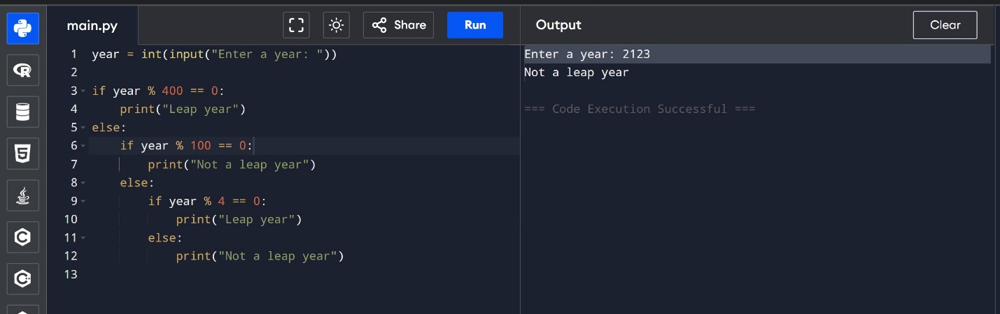 main.py
Share
Run
Output
Clear
1 year = int(input("Enter a year: "))
2
3 if year % 400 == 0:
4     print("Leap year")
5 else:
6     if year % 100 == 0:
7         print("Not a leap year")
8     else:
9         if year % 4 == 0:
10             print("Leap year")
11         else:
12             print("Not a leap year")
13
Enter a year: 2123
Not a leap year
=== Code Execution Successful ===